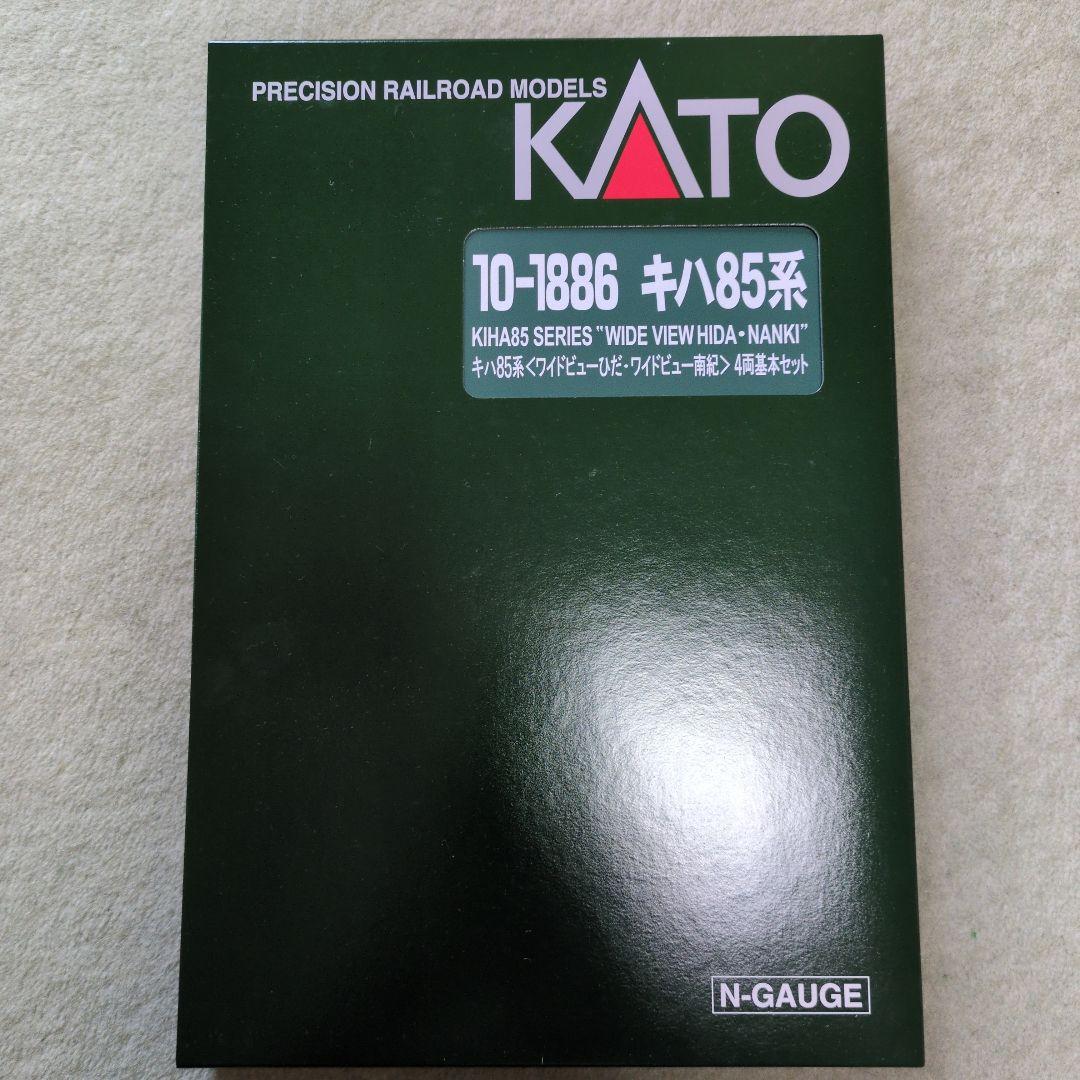 PRECISION RAILROAD MODELS
KATO
10-1886 キハ85系
KIHA85 SERIES "WIDE VIEW HIDA・NANKI"
キハ85系<ワイドビューひだ・ワイドビュー南紀> 4両基本セット
N-GAUGE